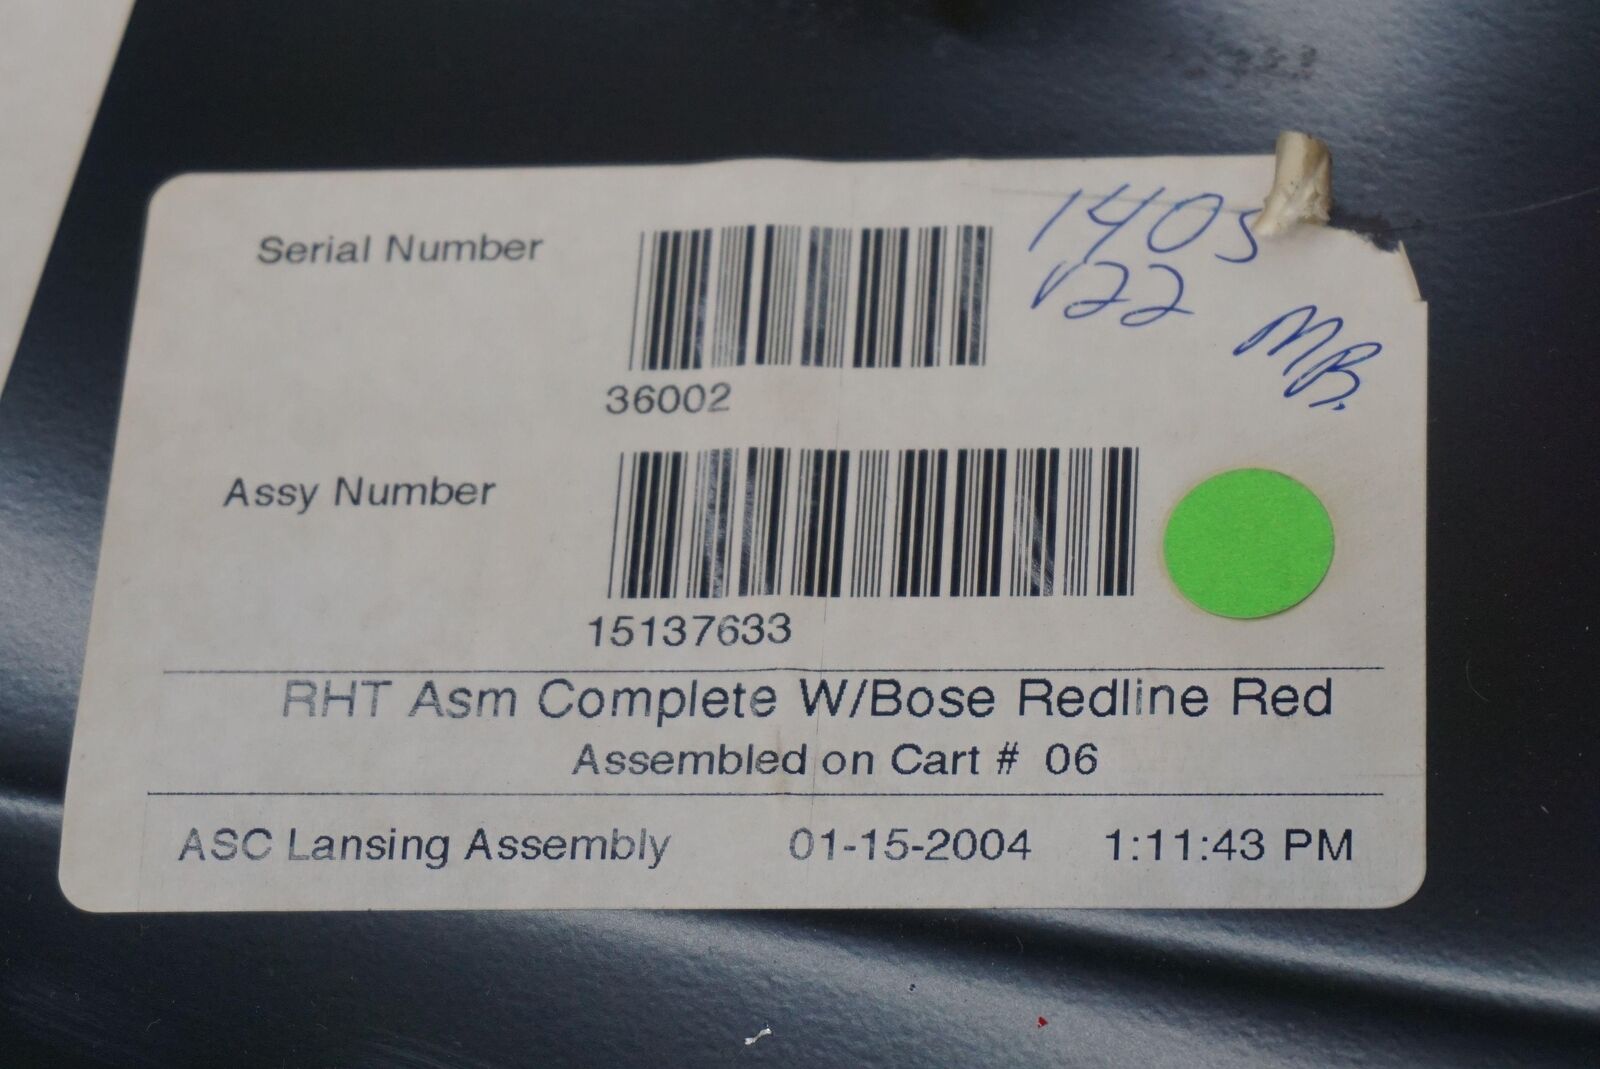 Serial Number
36002
1405
V22
MB.
Assy Number
15137633
RHT Asm Complete W/Bose Redline Red
Assembled on Cart # 06
ASC Lansing Assembly 01-15-2004 1:11:43 PM